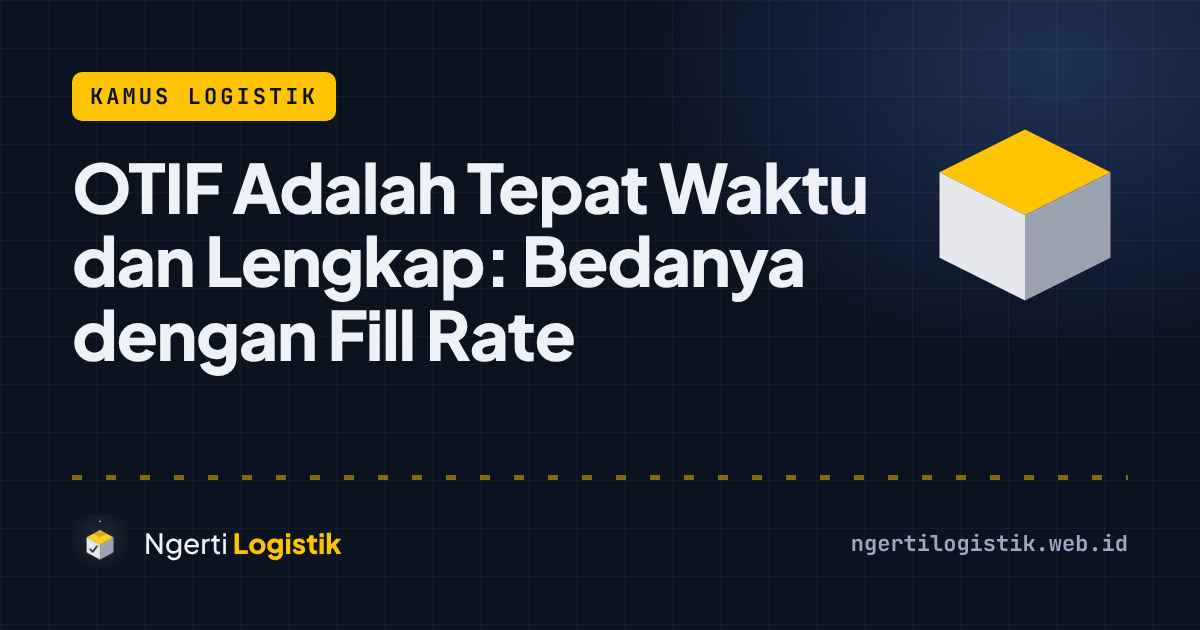 KAMUS LOGISTIK
OTIF Adalah Tepat Waktu
dan Lengkap: Bedanya
dengan Fill Rate
Ngerti Logistik
ngertilogistik.web.id